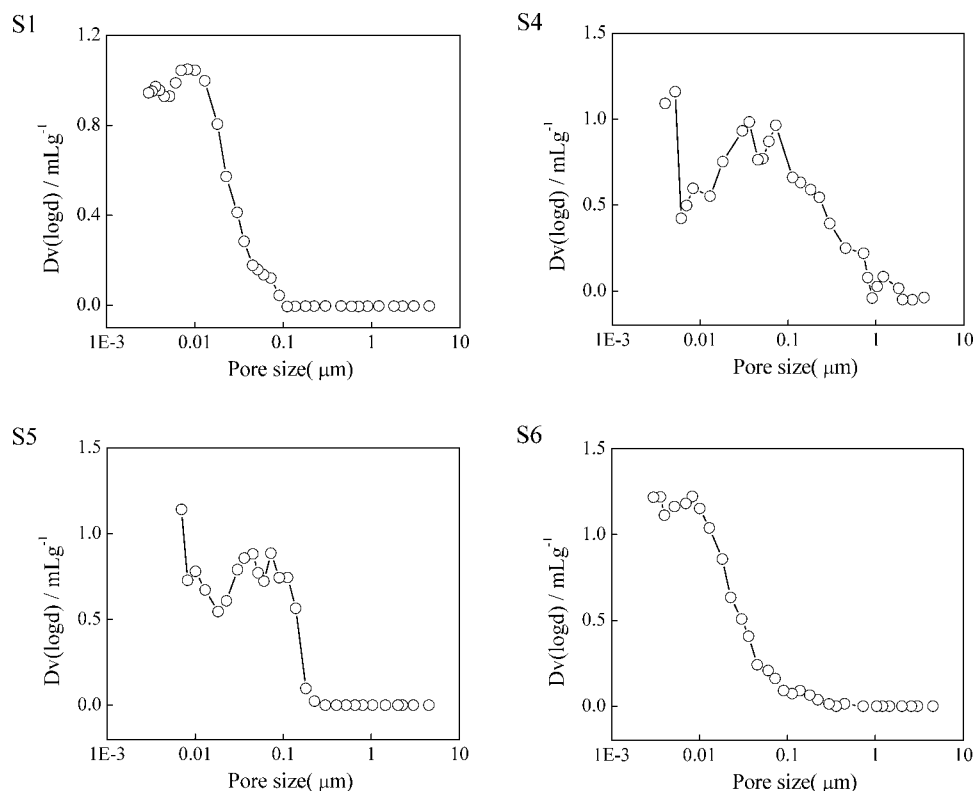 S1
1.2
0.8
0.4
0.0
Dv(logd) / mLg⁻¹
1E-3 0.01 0.1 1 10
Pore size( μm)
S4
1.5
1.0
0.5
0.0
Dv(logd) / mLg⁻¹
1E-3 0.01 0.1 1 10
Pore size( μm)
S5
1.5
1.0
0.5
0.0
Dv(logd) / mLg⁻¹
1E-3 0.01 0.1 1 10
Pore size( μm)
S6
1.5
1.0
0.5
0.0
Dv(logd) / mLg⁻¹
1E-3 0.01 0.1 1 10
Pore size( μm)